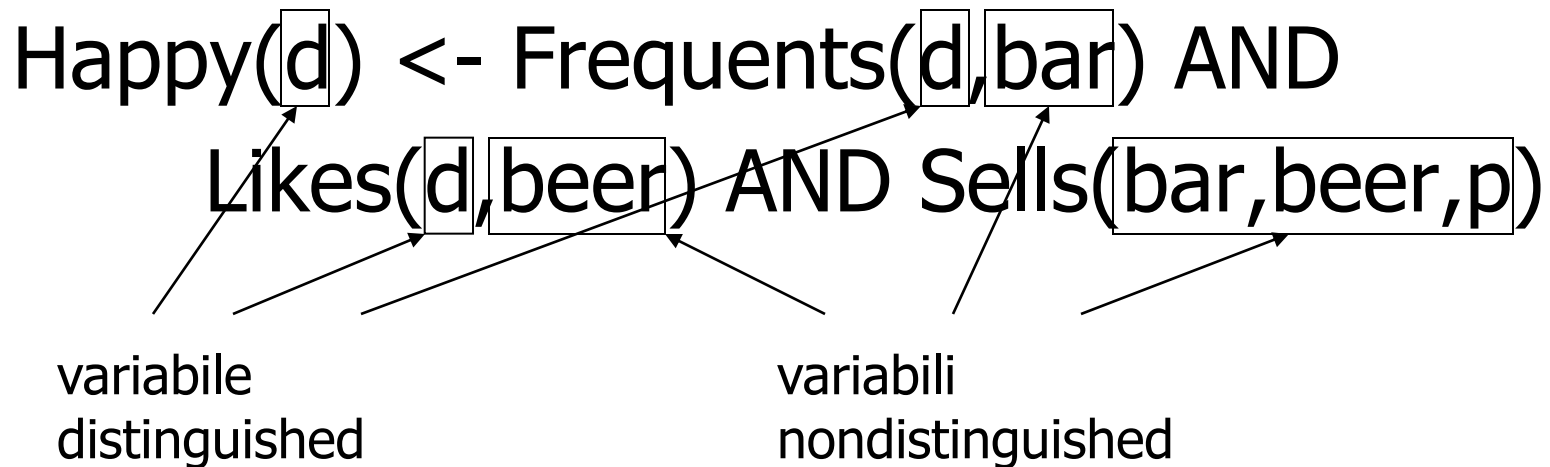 Happy(d) <- Frequents(d,bar) AND
Likes(d,beer) AND Sells(bar,beer,p)
variabile
distinguished
variabili
nondistinguished